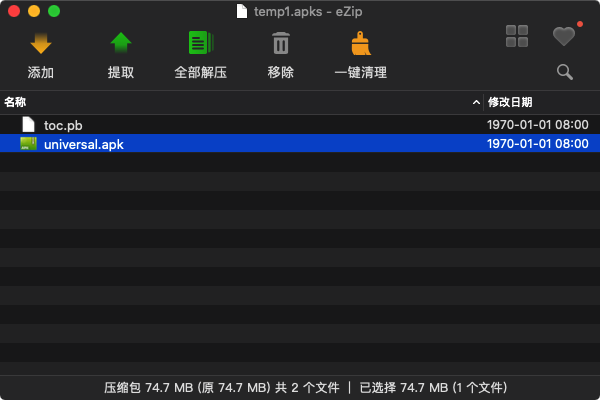 temp1.apks – eZip
添加 提取 全部解压 移除 一键清理
名称 修改日期
toc.pb 1970-01-01 08:00
universal.apk 1970-01-01 08:00
压缩包 74.7 MB (原 74.7 MB) 共 2 个文件 | 已选择 74.7 MB (1 个文件)